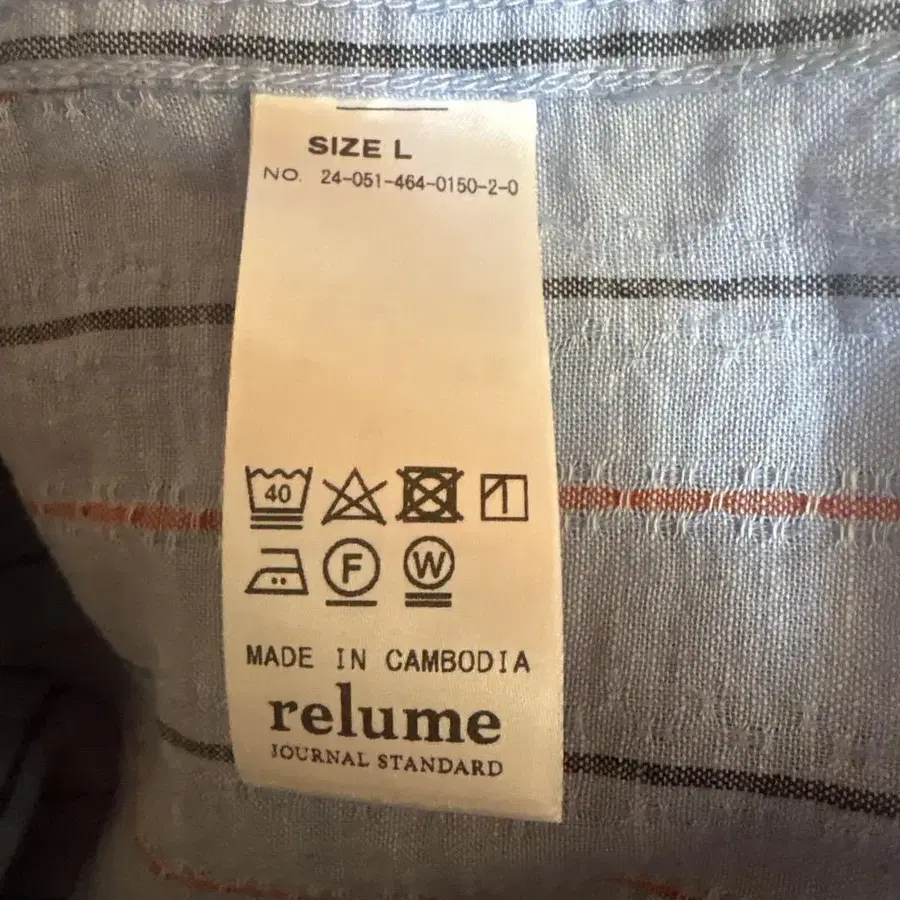 SIZE L
NO. 24-051-464-0150-2-0
40
F W
MADE IN CAMBODIA
relume
JOURNAL STANDARD